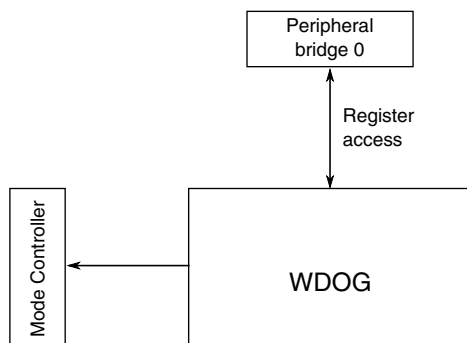 Peripheral
bridge 0
Register
access
Mode Controller
WDOG